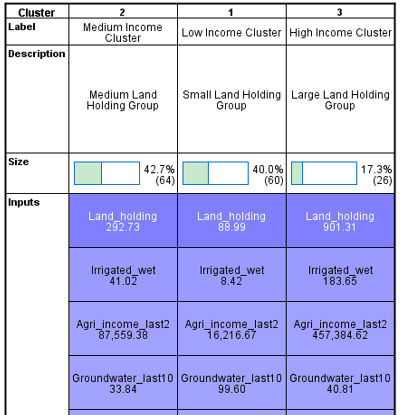 Cluster 2 1 3
Label Medium Income Cluster Low Income Cluster High Income Cluster
Description Medium Land Holding Group Small Land Holding Group Large Land Holding Group
Size 42.7% (64) 40.0% (60) 17.3% (26)
Inputs Land_holding 292.73 Land_holding 88.99 Land_holding 901.31
Irrigated_wet 41.02 Irrigated_wet 8.42 Irrigated_wet 183.65
Agri_income_last2 87,559.38 Agri_income_last2 16,216.67 Agri_income_last2 457,384.62
Groundwater_last10 33.84 Groundwater_last10 99.60 Groundwater_last10 40.81